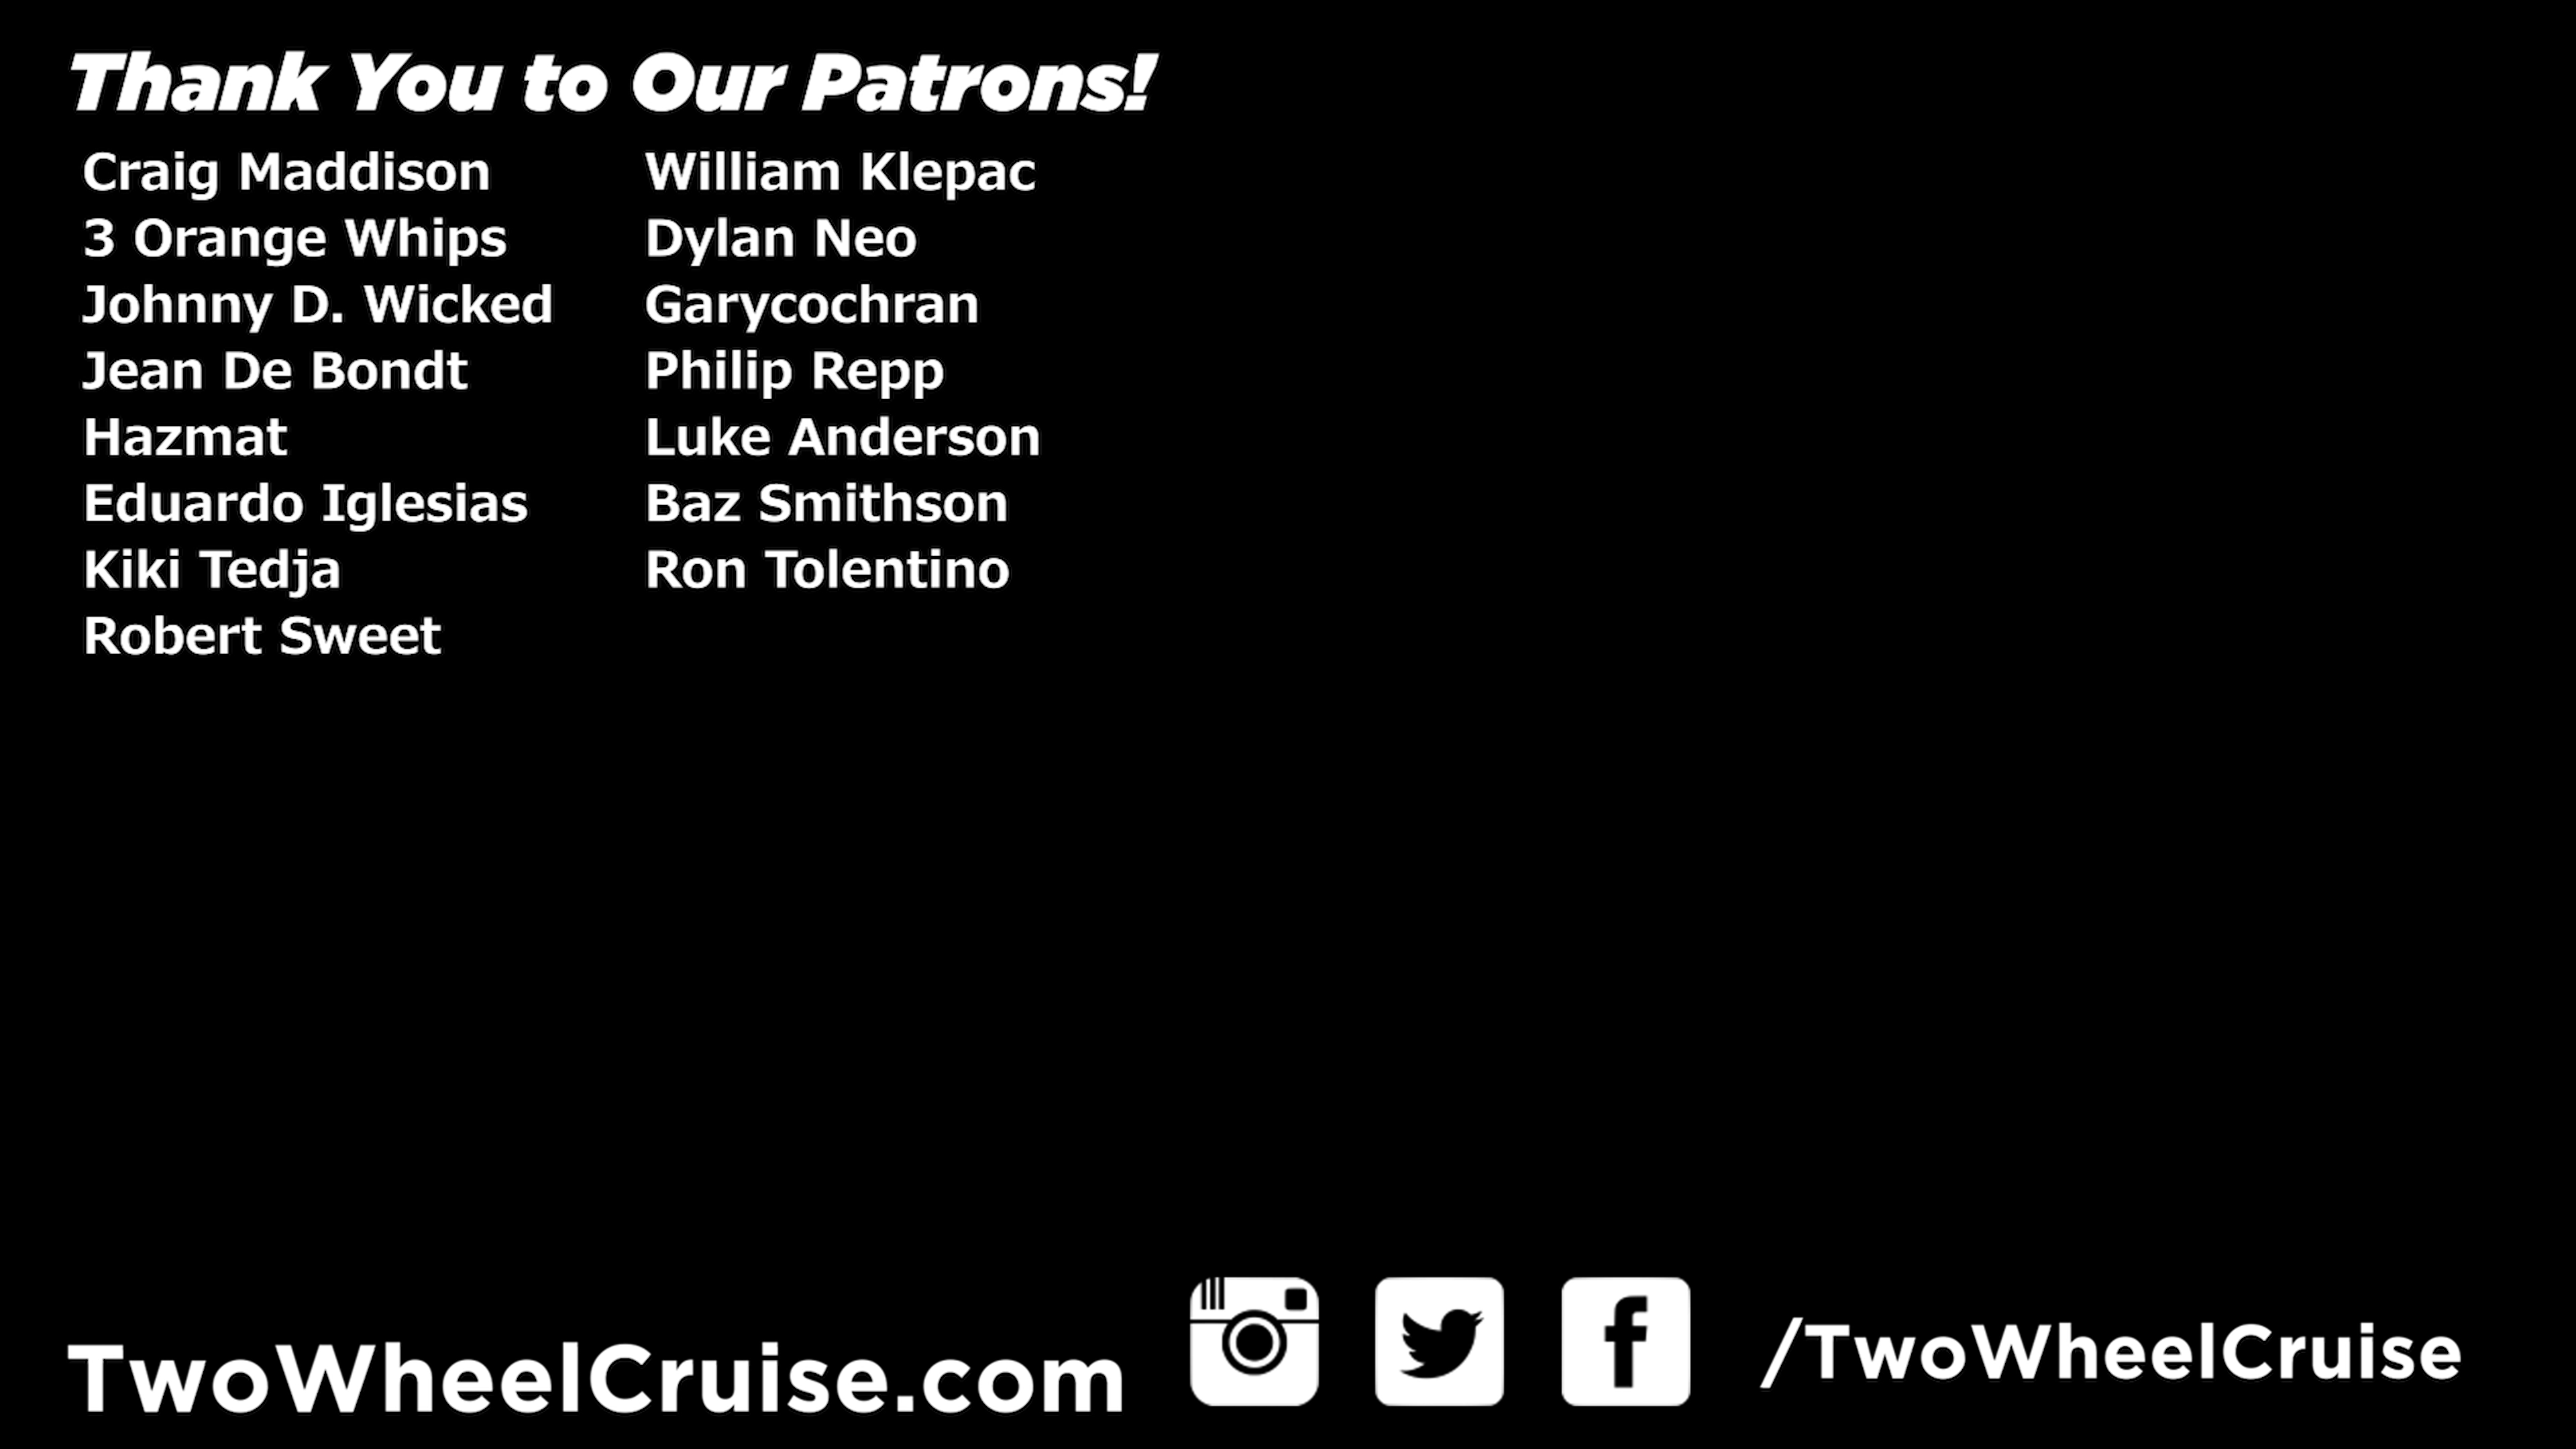 Thank You to Our Patrons!
Craig Maddison
3 Orange Whips
Johnny D. Wicked
Jean De Bondt
Hazmat
Eduardo Iglesias
Kiki Tedja
Robert Sweet
William Klepac
Dylan Neo
Garycochran
Philip Repp
Luke Anderson
Baz Smithson
Ron Tolentino
TwoWheelCruise.com
/TwoWheelCruise